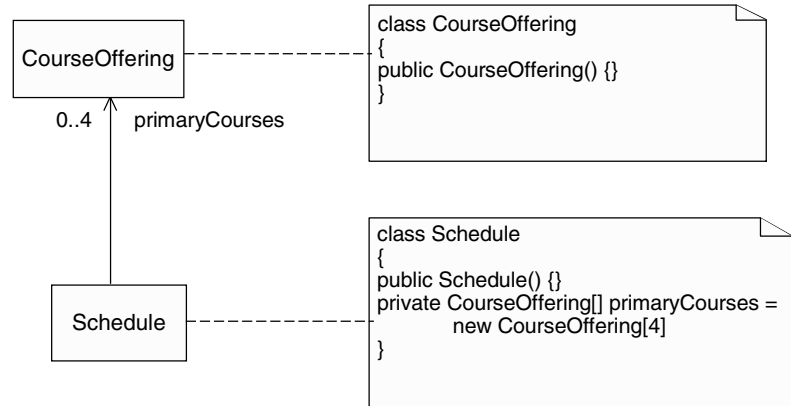 CourseOffering
0..4 primaryCourses
Schedule
class CourseOffering
{
public CourseOffering() {}
}
class Schedule
{
public Schedule() {}
private CourseOffering[] primaryCourses =
new CourseOffering[4]
}